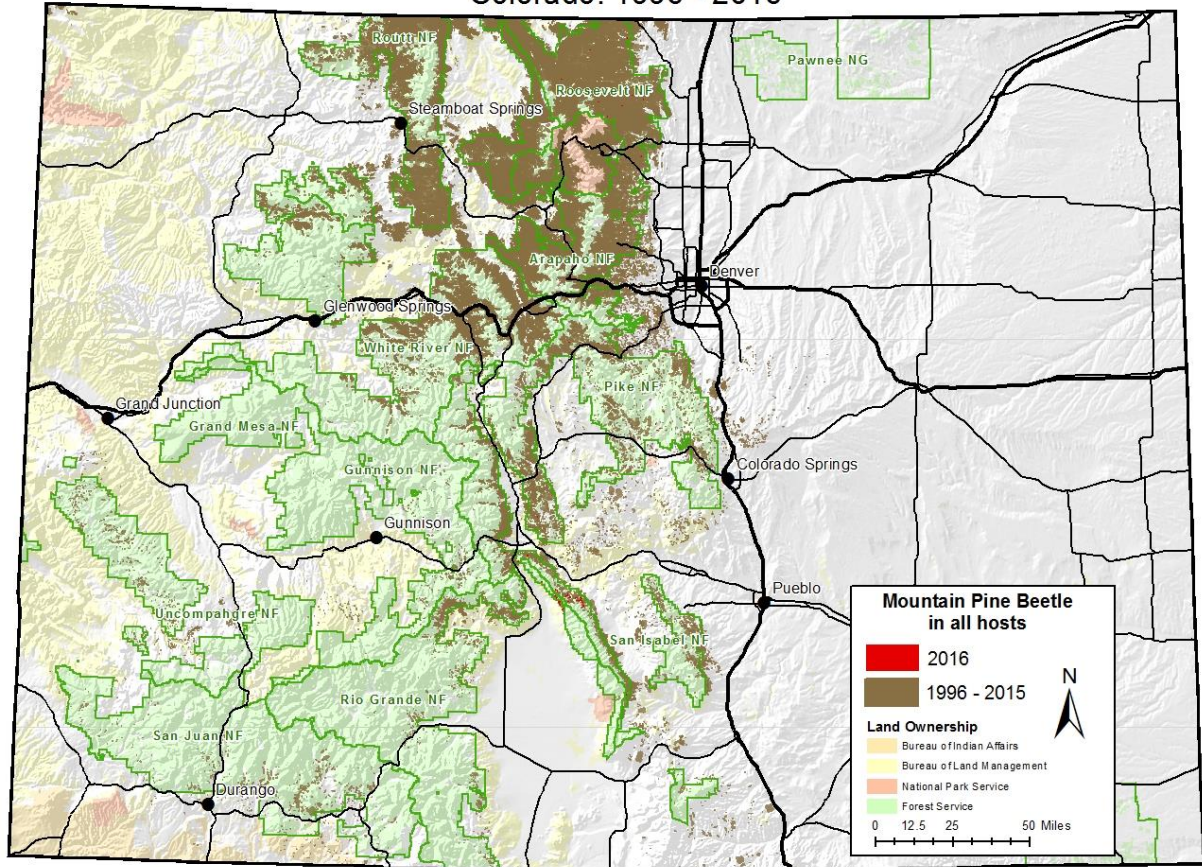 Colorado: 1996 - 2016
Routt NF
Pawnee NG
Roosevelt NF
Steamboat Springs
Arapaho NF
Denver
Glenwood Springs
White River NF
Pike NF
Grand Junction
Grand Mesa NF
Gunnison NF
Colorado Springs
Gunnison
Pueblo
Uncompahgre NF
San Isabel NF
Rio Grande NF
San Juan NF
Durango
Mountain Pine Beetle
in all hosts
2016
1996 - 2015
N
Land Ownership
Bureau of Indian Affairs
Bureau of Land Management
National Park Service
Forest Service
0 12.5 25 50 Miles